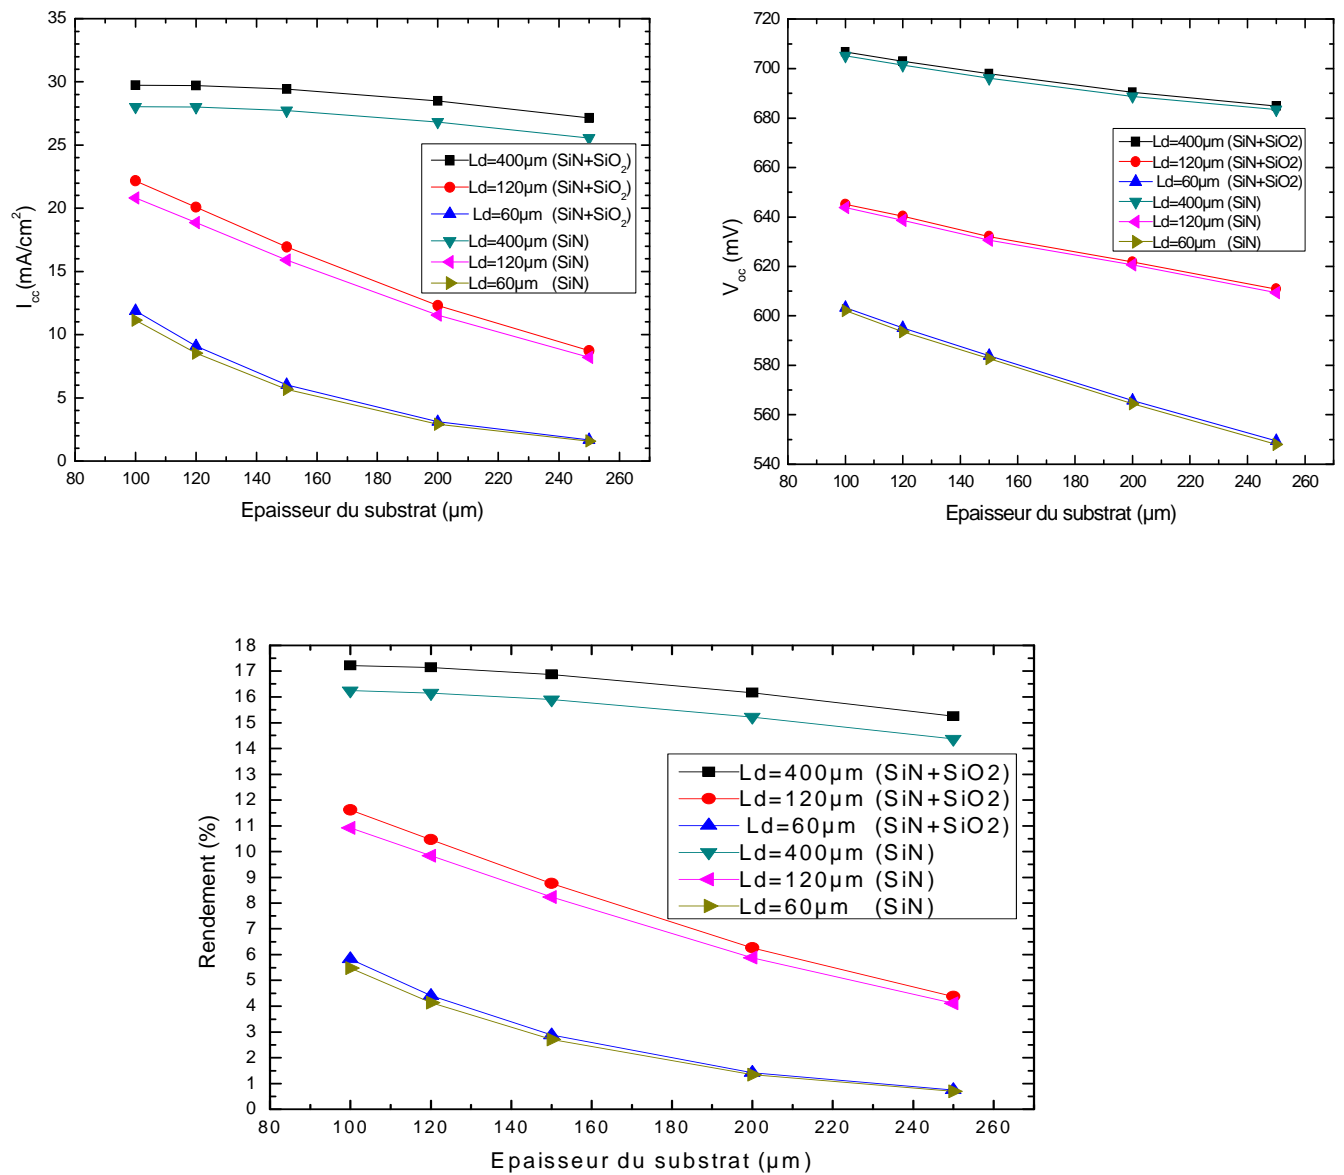 35
30
25
20
15
10
5
0
I_cc (mA/cm²)
80 100 120 140 160 180 200 220 240 260
Epaisseur du substrat (µm)
Ld=400µm (SiN+SiO₂)
Ld=120µm (SiN+SiO₂)
Ld=60µm (SiN+SiO₂)
Ld=400µm (SiN)
Ld=120µm (SiN)
Ld=60µm (SiN)
720
700
680
660
640
620
600
580
560
540
V_oc (mV)
80 100 120 140 160 180 200 220 240 260
Epaisseur du substrat (µm)
Ld=400µm (SiN+SiO2)
Ld=120µm (SiN+SiO2)
Ld=60µm (SiN+SiO2)
Ld=400µm (SiN)
Ld=120µm (SiN)
Ld=60µm (SiN)
18
17
16
15
14
13
12
11
10
9
8
7
6
5
4
3
2
1
0
Rendement (%)
80 100 120 140 160 180 200 220 240 260
Epaisseur du substrat (µm)
Ld=400µm (SiN+SiO2)
Ld=120µm (SiN+SiO2)
Ld=60µm (SiN+SiO2)
Ld=400µm (SiN)
Ld=120µm (SiN)
Ld=60µm (SiN)